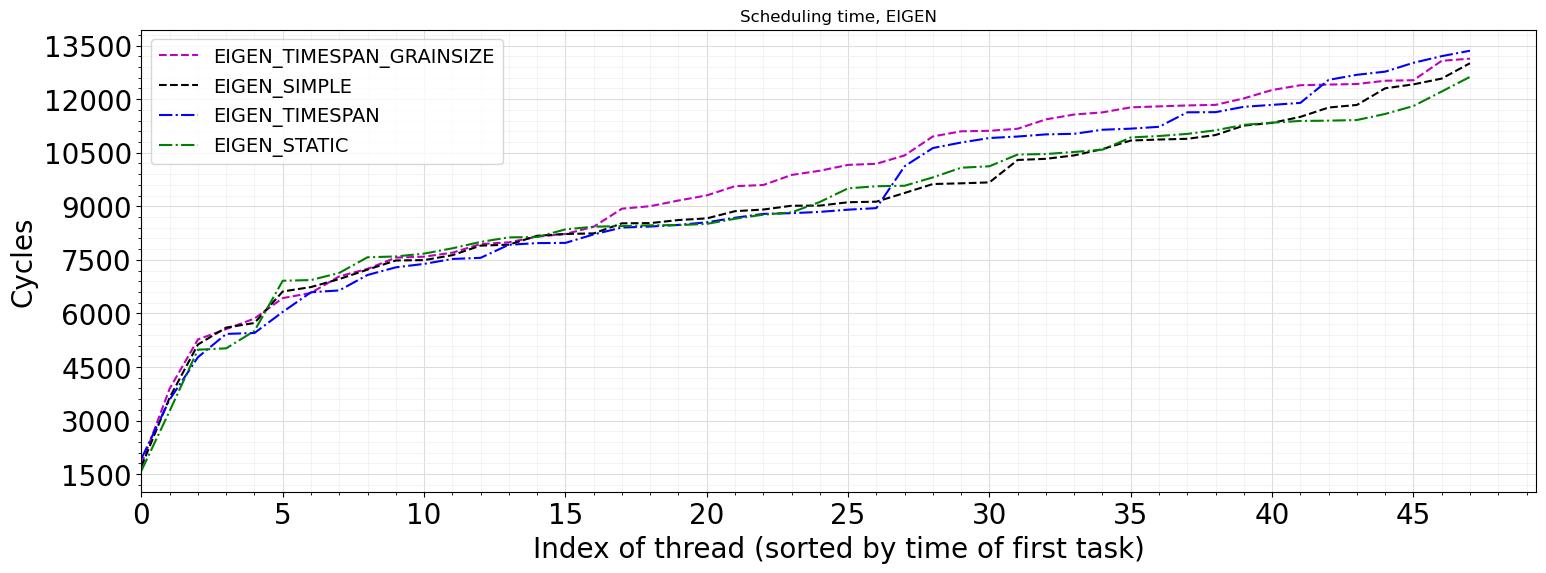 Scheduling time, EIGEN
EIGEN_TIMESPAN_GRAINSIZE
EIGEN_SIMPLE
EIGEN_TIMESPAN
EIGEN_STATIC
Cycles
13500
12000
10500
9000
7500
6000
4500
3000
1500
0 5 10 15 20 25 30 35 40 45
Index of thread (sorted by time of first task)